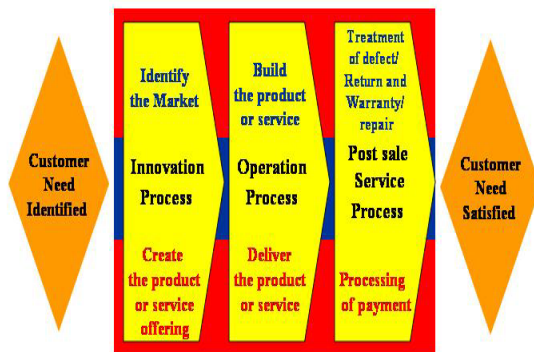 Customer
Need
Identified
Identify
the Market
Innovation
Process
Create
the product
or service
offering
Build
the product
or service
Operation
Process
Deliver
the product
or service
Treatment
of defect/
Return and
Warranty/
repair
Post sale
Service
Process
Processing
of payment
Customer
Need
Satisfied